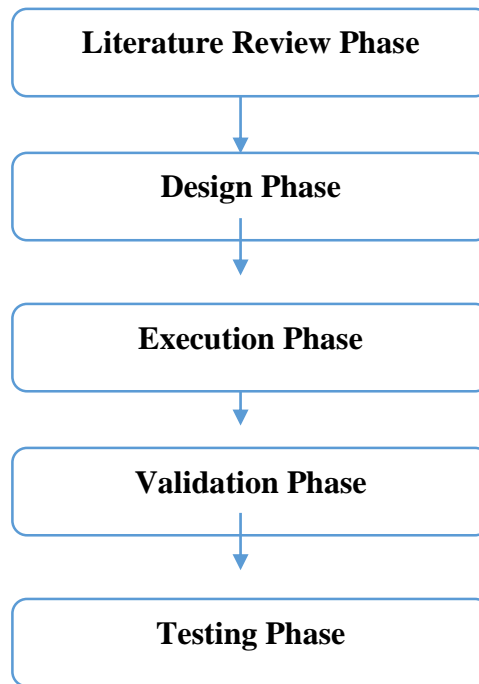 Literature Review Phase
Design Phase
Execution Phase
Validation Phase
Testing Phase